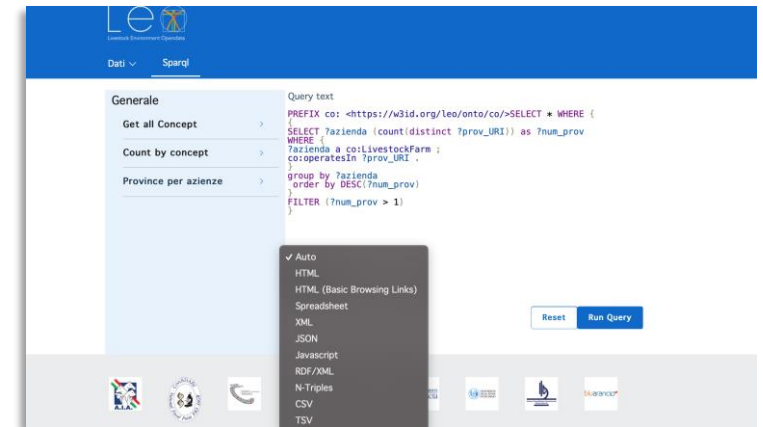 Leo
Livestock Environment Opendata
Dati
Sparql
Generale
Get all Concept
Count by concept
Province per azienze
Query text
PREFIX co: <https://w3id.org/leo/onto/co/>SELECT * WHERE {
{
SELECT ?azienda (count(distinct ?prov_URI)) as ?num_prov
WHERE {
?azienda a co:LivestockFarm ;
co:operatesIn ?prov_URI .
}
group by ?azienda
order by DESC(?num_prov)
}
FILTER (?num_prov > 1)
}
✓ Auto
HTML
HTML (Basic Browsing Links)
Spreadsheet
XML
JSON
Javascript
RDF/XML
N-Triples
CSV
TSV
Reset
Run Query
A.I.A.
bluarancio